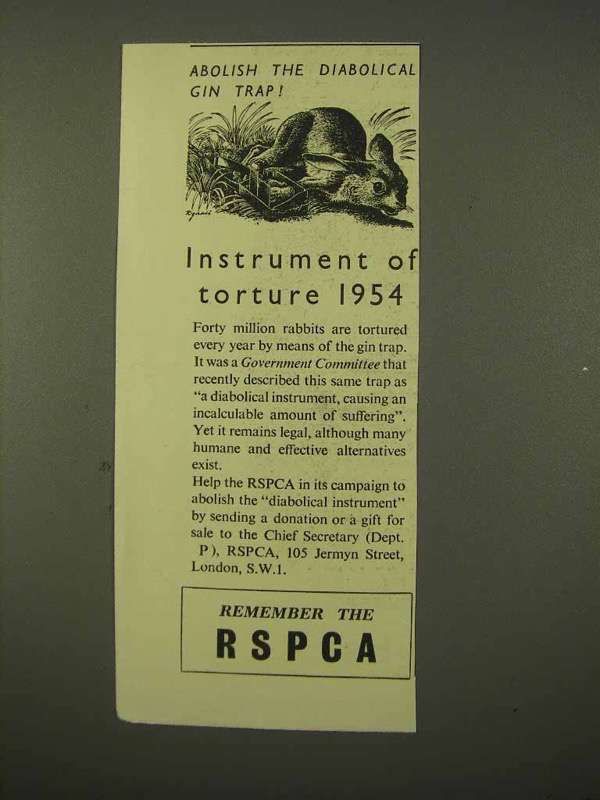 ABOLISH THE DIABOLICAL
GIN TRAP!
Instrument of
torture 1954
Forty million rabbits are tortured
every year by means of the gin trap.
It was a Government Committee that
recently described this same trap as
“a diabolical instrument, causing an
incalculable amount of suffering”.
Yet it remains legal, although many
humane and effective alternatives
exist.
Help the RSPCA in its campaign to
abolish the “diabolical instrument”
by sending a donation or a gift for
sale to the Chief Secretary (Dept.
P), RSPCA, 105 Jermyn Street,
London, S.W.1.
REMEMBER THE
RSPCA